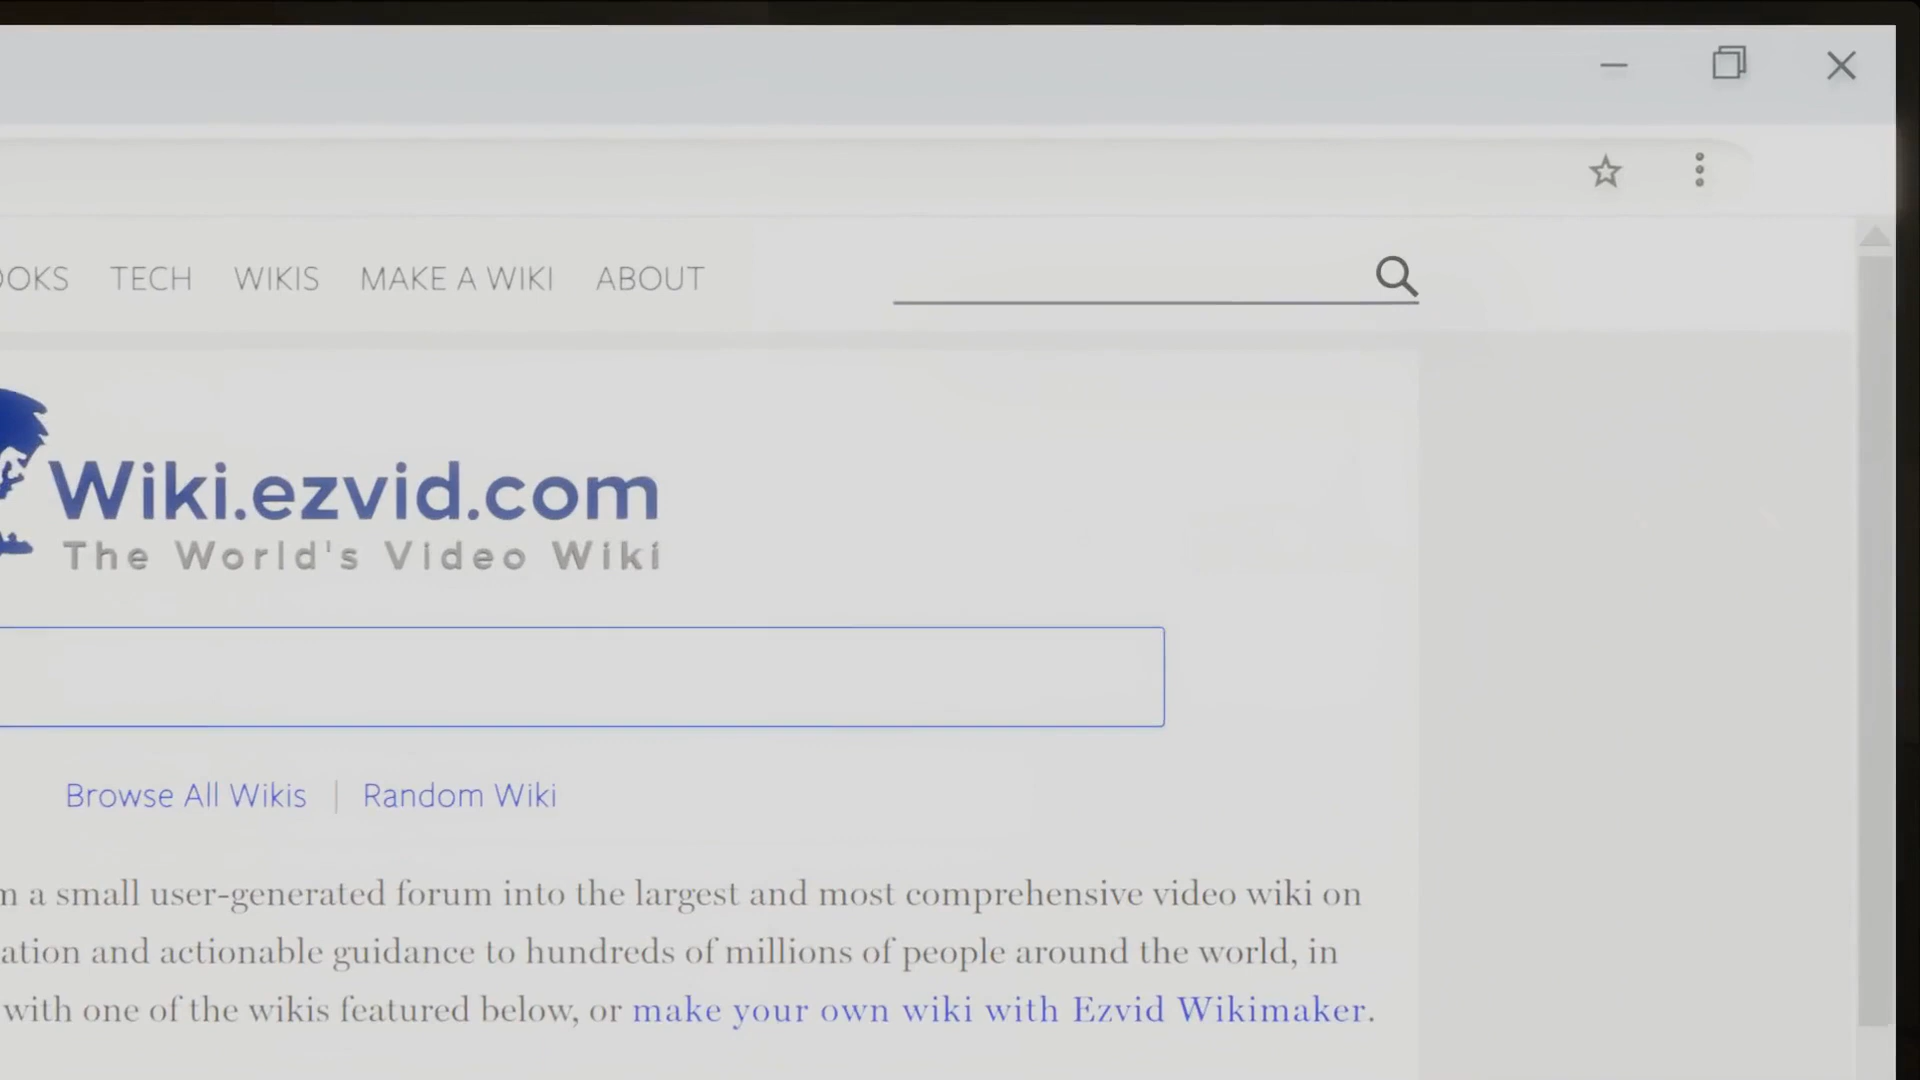 OOKS TECH WIKIS MAKE A WIKI ABOUT
Wiki.ezvid.com
The World's Video Wiki
Browse All Wikis | Random Wiki
a small user-generated forum into the largest and most comprehensive video wiki on
ation and actionable guidance to hundreds of millions of people around the world, in
with one of the wikis featured below, or make your own wiki with Ezvid Wikimaker.